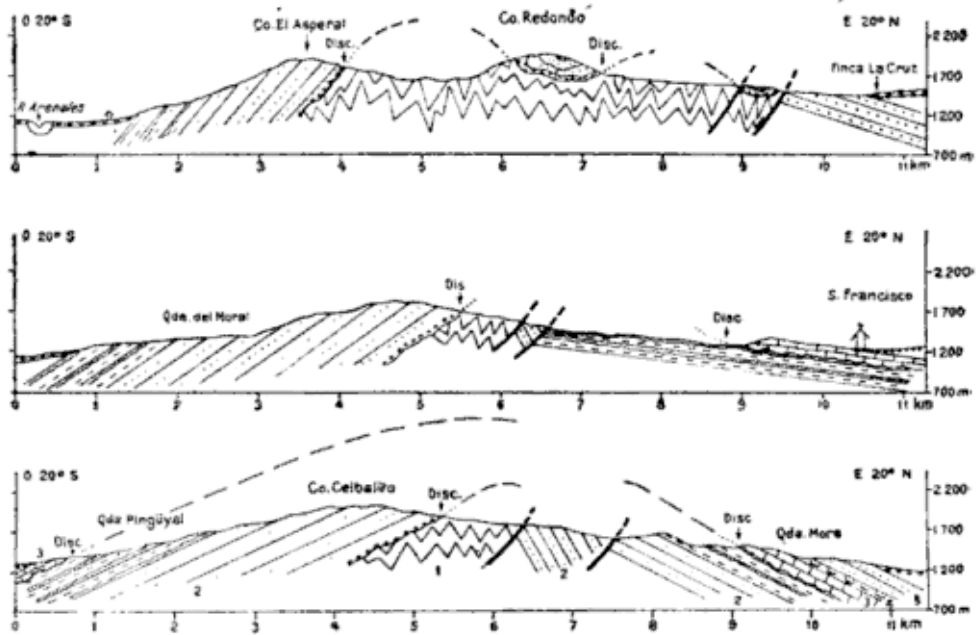 Co. Redondo
O 20° S Co. El Asperal E 20° N
Disc. Disc. 2200
1700 Finca La Cruz
R. Arenales
1200
700 m
0 1 2 3 4 5 6 7 8 9 10 11 km
O 20° S E 20° N
Dis 2.200
Qda. del Moral 1700 S. Francisco
Disc
1200
700 m
0 1 2 3 4 5 6 7 8 9 10 11 km
O 20° S E 20° N
Co. Ceibalito Disc. 2200
Qda Pingüyal 1700 Disc Qda. Mora
3 Disc
1200
2 1 2 2 5
700 m
0 1 2 3 4 5 6 7 8 9 10 11 km